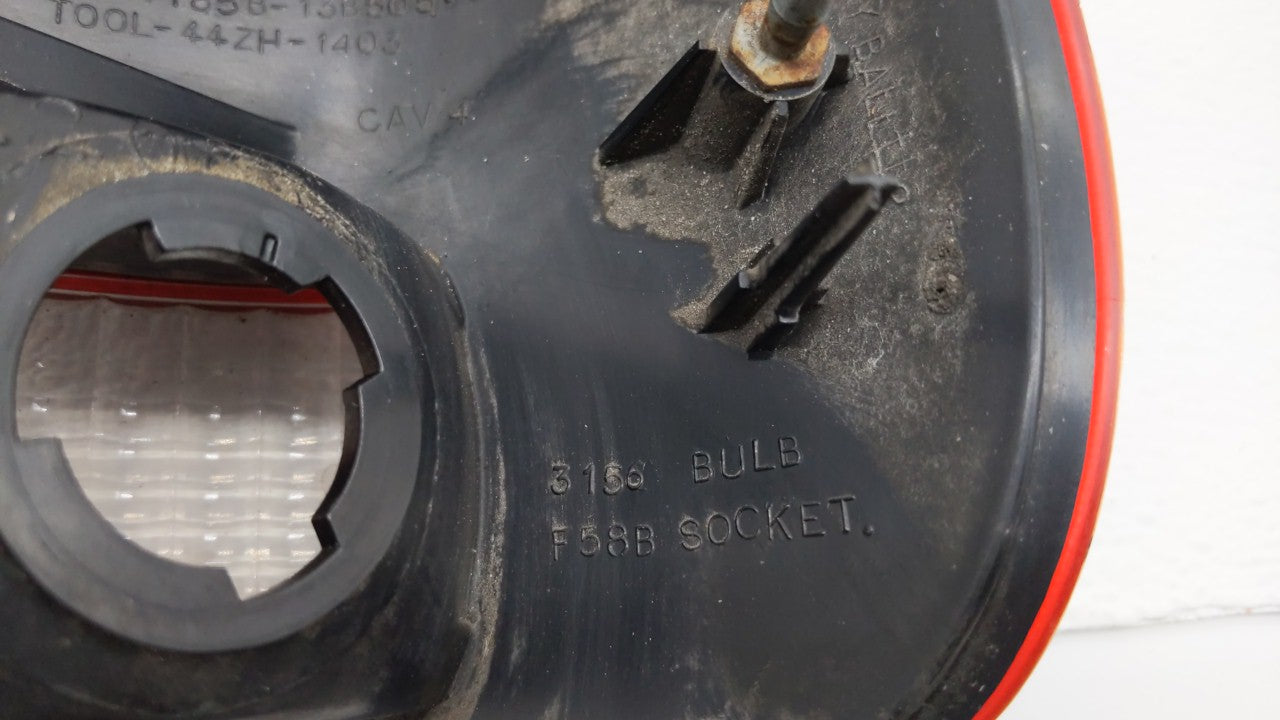 TOOL-44ZH-1403
CAV 4
3156 BULB
F58B SOCKET.